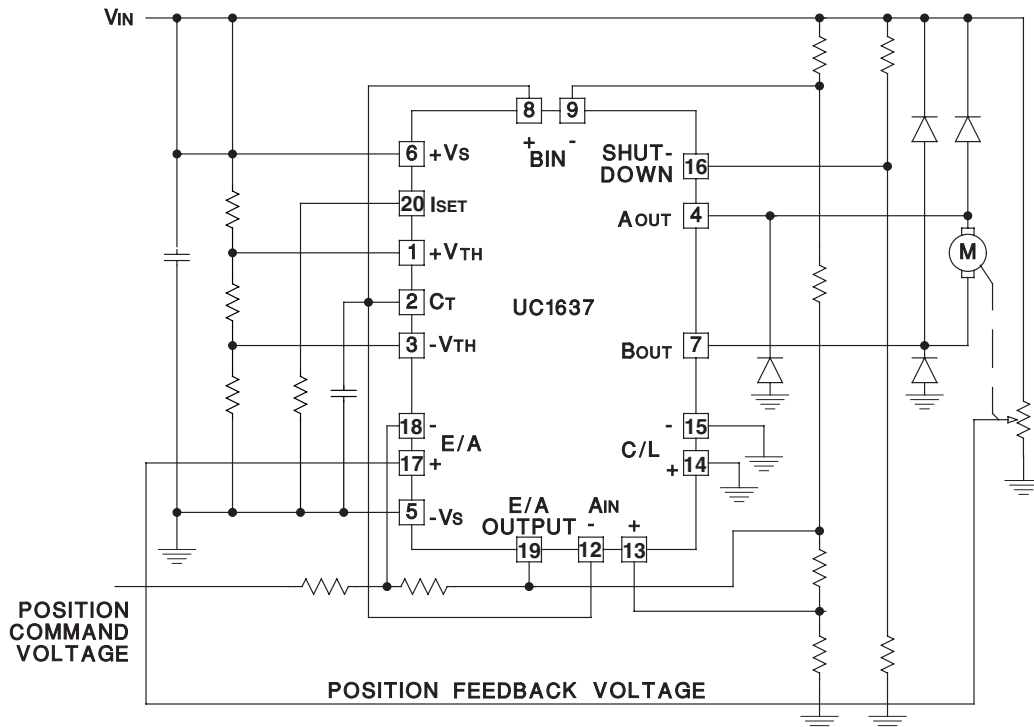 VIN
8
9
+
BIN
-
6
+VS
SHUT-
DOWN
16
20
ISET
AOUT
4
1
+VTH
M
2
CT
UC1637
3
-VTH
BOUT
7
18
-
E/A
-
15
17
+
C/L
+
14
5
-VS
E/A
OUTPUT
AIN
-
+
19
12
13
POSITION
COMMAND
VOLTAGE
POSITION FEEDBACK VOLTAGE